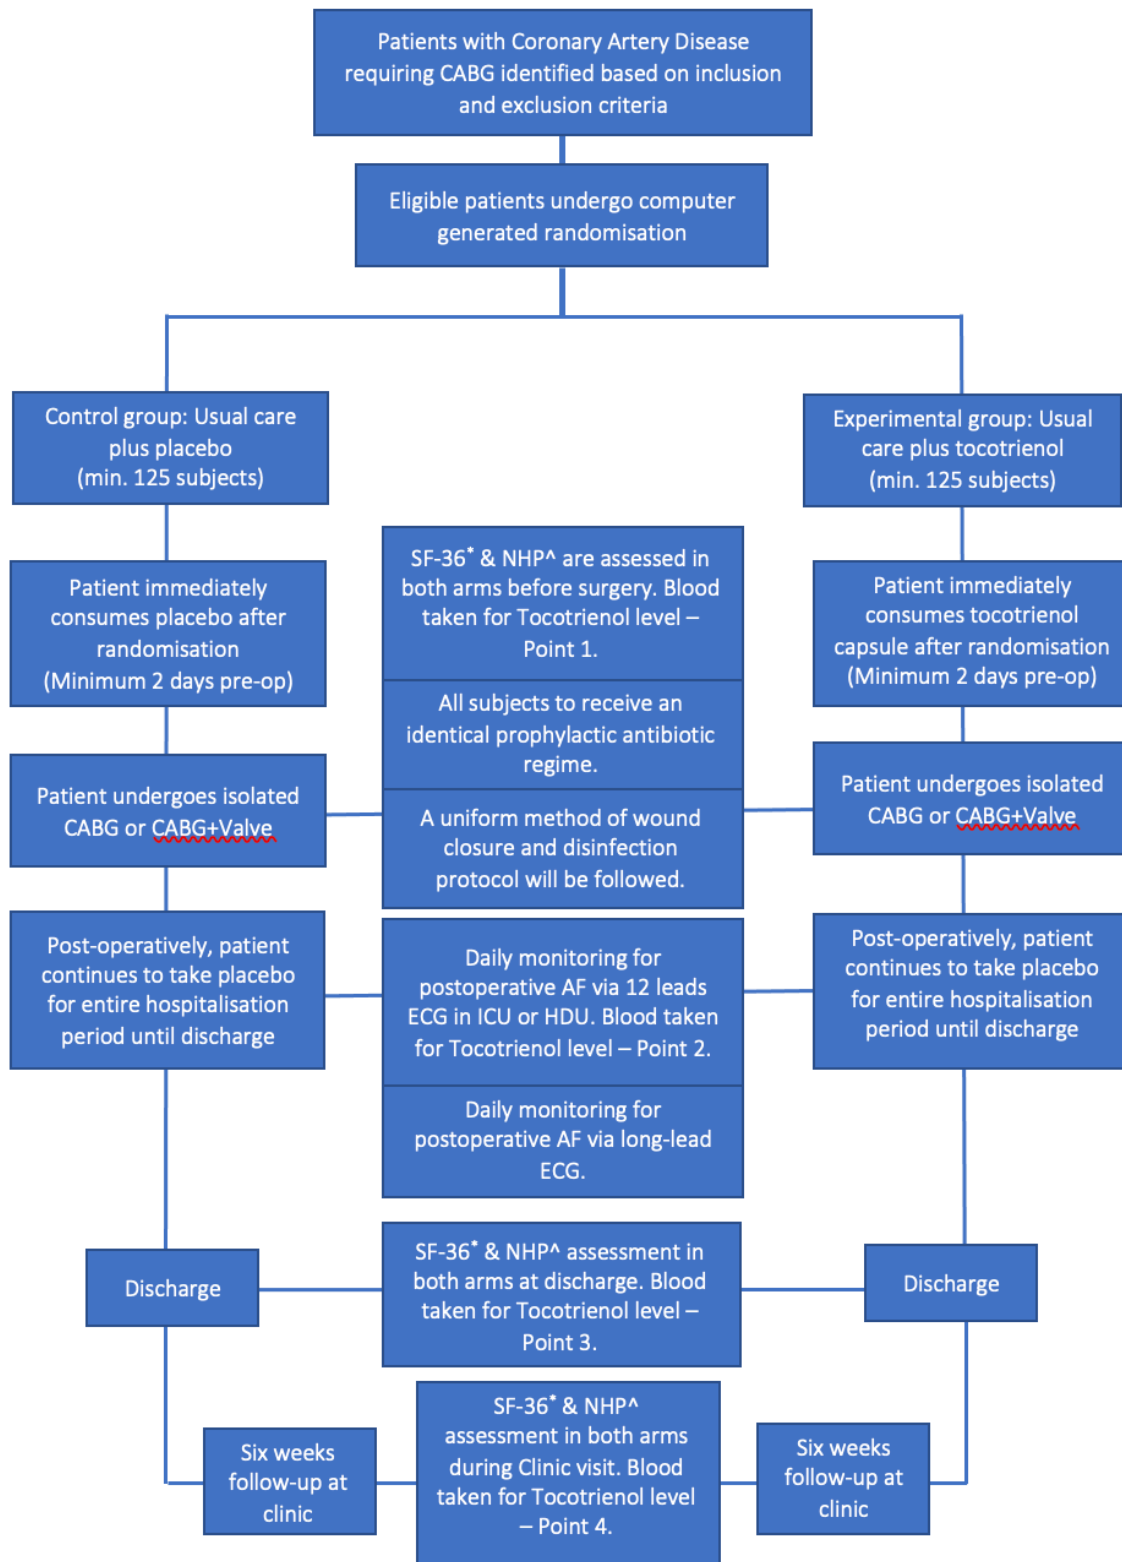 Patients with Coronary Artery Disease
requiring CABG identified based on inclusion
and exclusion criteria
Eligible patients undergo computer
generated randomisation
Control group: Usual care
plus placebo
(min. 125 subjects)
Experimental group: Usual
care plus tocotrienol
(min. 125 subjects)
SF-36* & NHP^ are assessed in
both arms before surgery. Blood
taken for Tocotrienol level –
Point 1.
Patient immediately
consumes placebo after
randomisation
(Minimum 2 days pre-op)
Patient immediately
consumes tocotrienol
capsule after randomisation
(Minimum 2 days pre-op)
All subjects to receive an
identical prophylactic antibiotic
regime.
Patient undergoes isolated
CABG or CABG+Valve
A uniform method of wound
closure and disinfection
protocol will be followed.
Patient undergoes isolated
CABG or CABG+Valve
Post-operatively, patient
continues to take placebo
for entire hospitalisation
period until discharge
Daily monitoring for
postoperative AF via 12 leads
ECG in ICU or HDU. Blood taken
for Tocotrienol level – Point 2.
Post-operatively, patient
continues to take placebo
for entire hospitalisation
period until discharge
Daily monitoring for
postoperative AF via long-lead
ECG.
Discharge
SF-36* & NHP^ assessment in
both arms at discharge. Blood
taken for Tocotrienol level –
Point 3.
Discharge
Six weeks
follow-up at
clinic
SF-36* & NHP^
assessment in both arms
during Clinic visit. Blood
taken for Tocotrienol level
– Point 4.
Six weeks
follow-up at
clinic